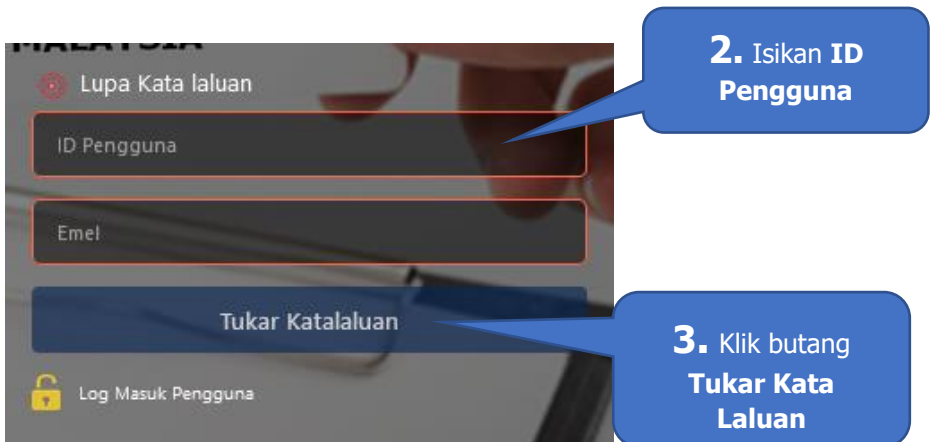 MALAYSIA
Lupa Kata laluan
ID Pengguna
Emel
Tukar Katalaluan
Log Masuk Pengguna
2. Isikan ID
Pengguna
3. Klik butang
Tukar Kata
Laluan